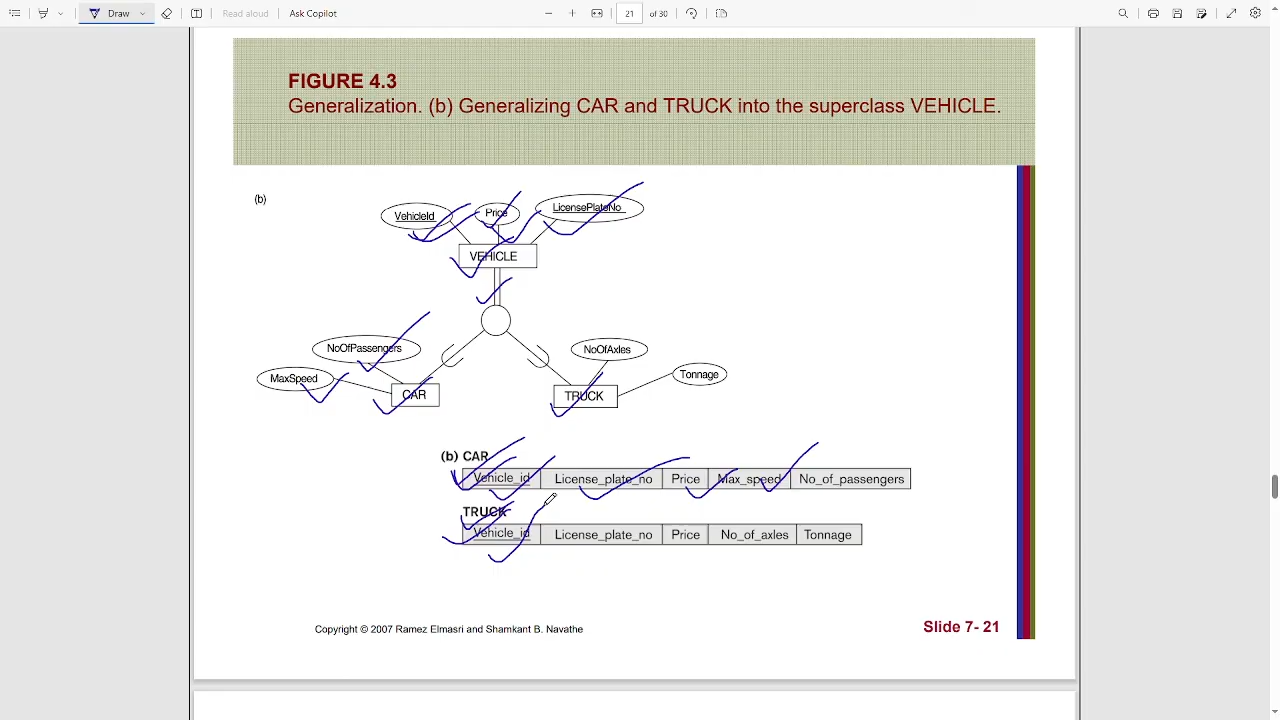 Draw
Read aloud
Ask Copilot
21
of 30
FIGURE 4.3
Generalization. (b) Generalizing CAR and TRUCK into the superclass VEHICLE.
(b)
VehicleId
Price
LicensePlateNo
VEHICLE
NoOfPassengers
NoOfAxles
MaxSpeed
Tonnage
CAR
TRUCK
(b) CAR
Vehicle_id License_plate_no Price Max_speed No_of_passengers
TRUCK
Vehicle_id License_plate_no Price No_of_axles Tonnage
Copyright © 2007 Ramez Elmasri and Shamkant B. Navathe
Slide 7- 21